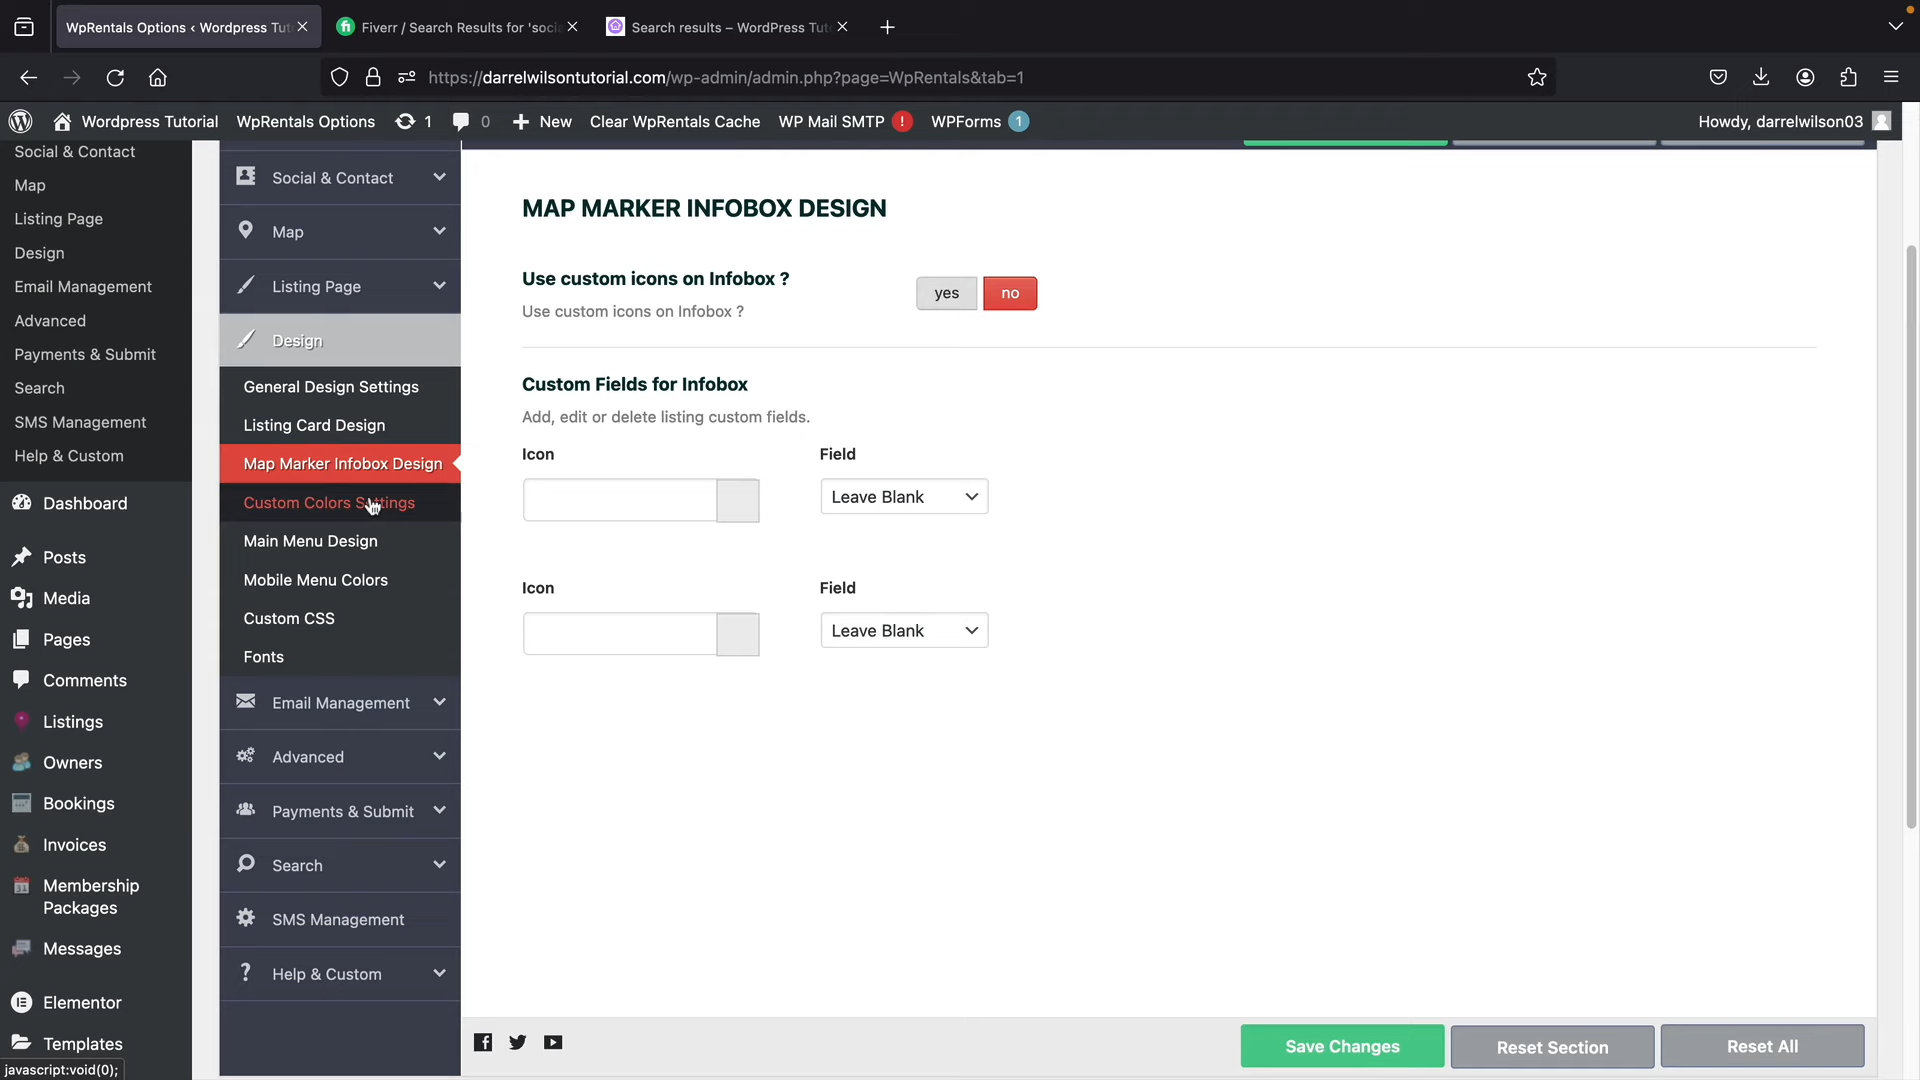 WpRentals Options ‹ Wordpress Tut
Fiverr / Search Results for 'soci
Search results – WordPress Tut
https://darrelwilsontutorial.com/wp-admin/admin.php?page=WpRentals&tab=1
Wordpress Tutorial
WpRentals Options
1
0
New
Clear WpRentals Cache
WP Mail SMTP !
WPForms 1
Howdy, darrelwilson03
Social & Contact
Map
Listing Page
Design
Email Management
Advanced
Payments & Submit
Search
SMS Management
Help & Custom
Dashboard
Posts
Media
Pages
Comments
Listings
Owners
Bookings
Invoices
Membership
Packages
Messages
Elementor
Templates
javascript:void(0);
Social & Contact
Map
Listing Page
Design
General Design Settings
Listing Card Design
Map Marker Infobox Design
Custom Colors Settings
Main Menu Design
Mobile Menu Colors
Custom CSS
Fonts
Email Management
Advanced
Payments & Submit
Search
SMS Management
Help & Custom
MAP MARKER INFOBOX DESIGN
Use custom icons on Infobox ?
Use custom icons on Infobox ?
yes
no
Custom Fields for Infobox
Add, edit or delete listing custom fields.
Icon
Field
Leave Blank
Icon
Field
Leave Blank
Save Changes
Reset Section
Reset All